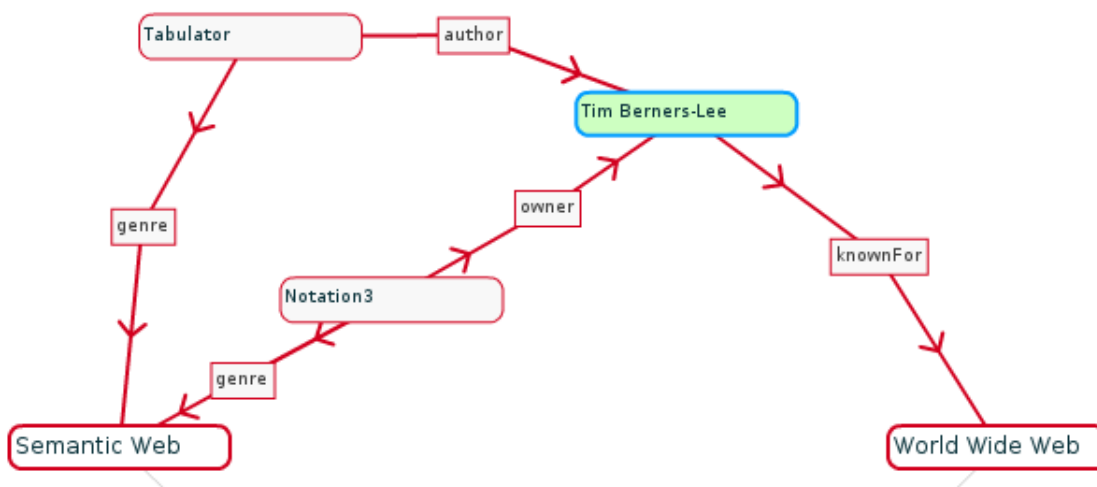 Tabulator
author
Tim Berners-Lee
owner
genre
knownFor
Notation3
genre
Semantic Web
World Wide Web